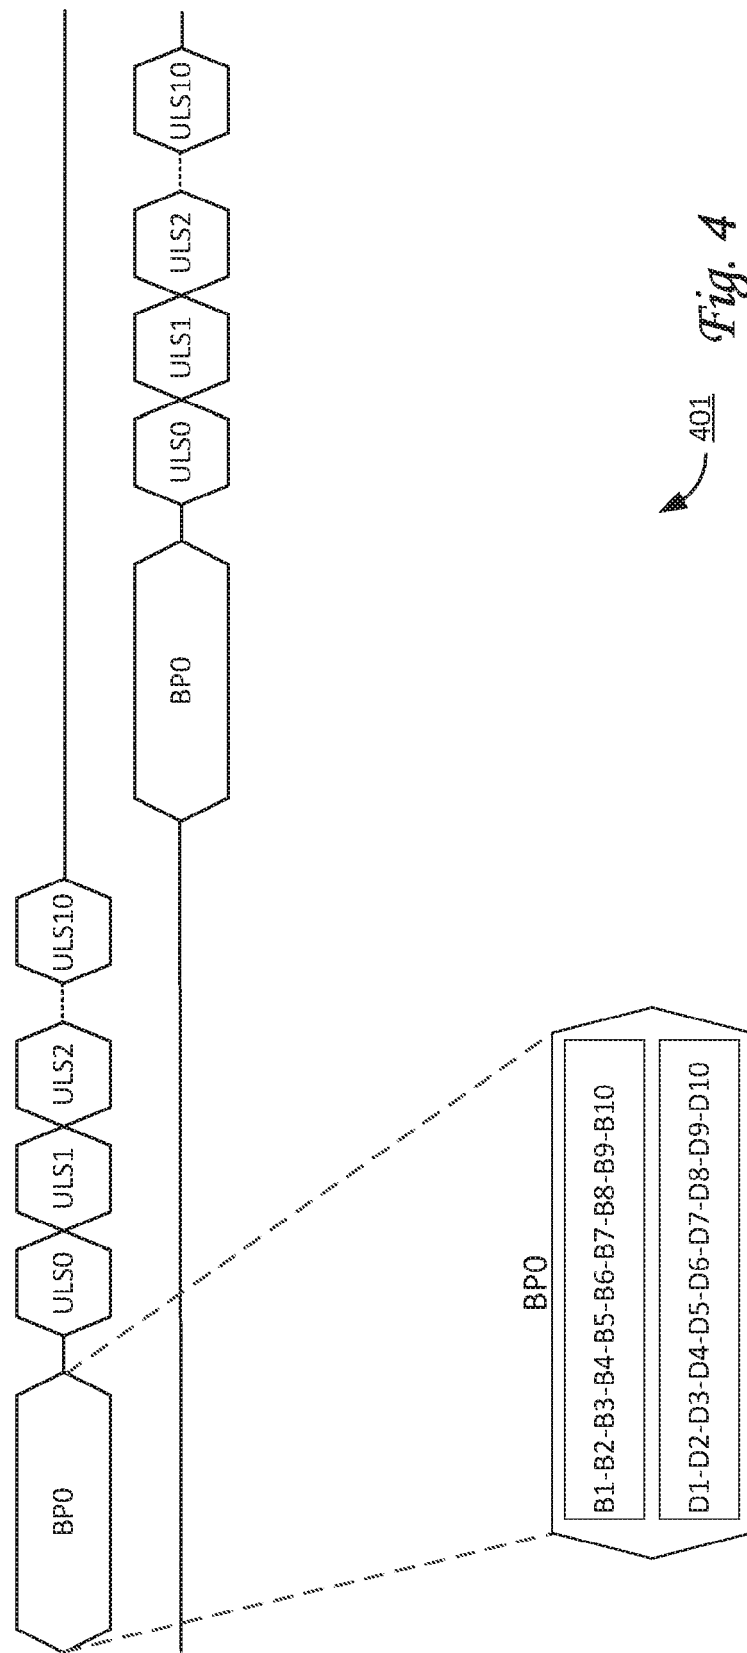 BP0
ULS0
ULS1
ULS2
ULS10
BP0
ULS0
ULS1
ULS2
ULS10
BP0
B1-B2-B3-B4-B5-B6-B7-B8-B9-B10
D1-D2-D3-D4-D5-D6-D7-D8-D9-D10
401
Fig. 4